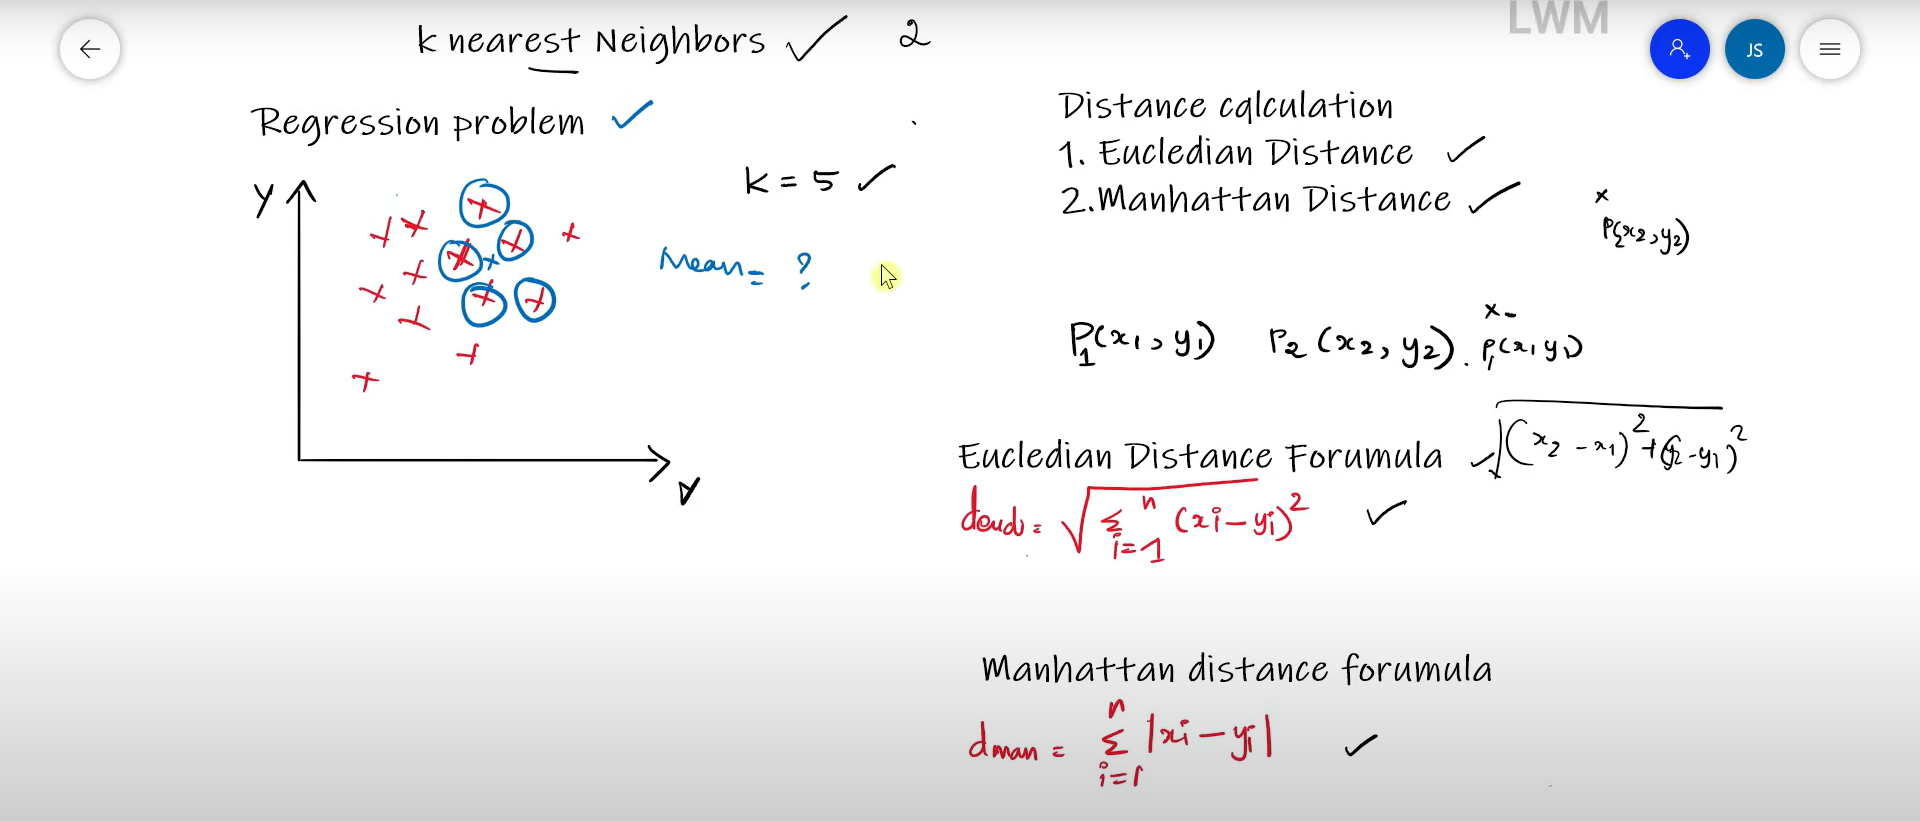 LWM
k nearest Neighbors ✓ 2
JS
Regression problem ✓
K = 5 ✓
Mean = ?
Y
Distance calculation
1. Eucledian Distance ✓
2.Manhattan Distance ✓
x
P2(x2, y2)
P1(x1, y1) P2 (x2, y2).
x
P1(x1 y1)
Eucledian Distance Forumula ✓ √(x2 - x1)² + (y2 - y1)²
deud = √ Σ i=1 n (xi - yi)² ✓
Manhattan distance forumula
dman = Σ i=1 n |xi - yi| ✓